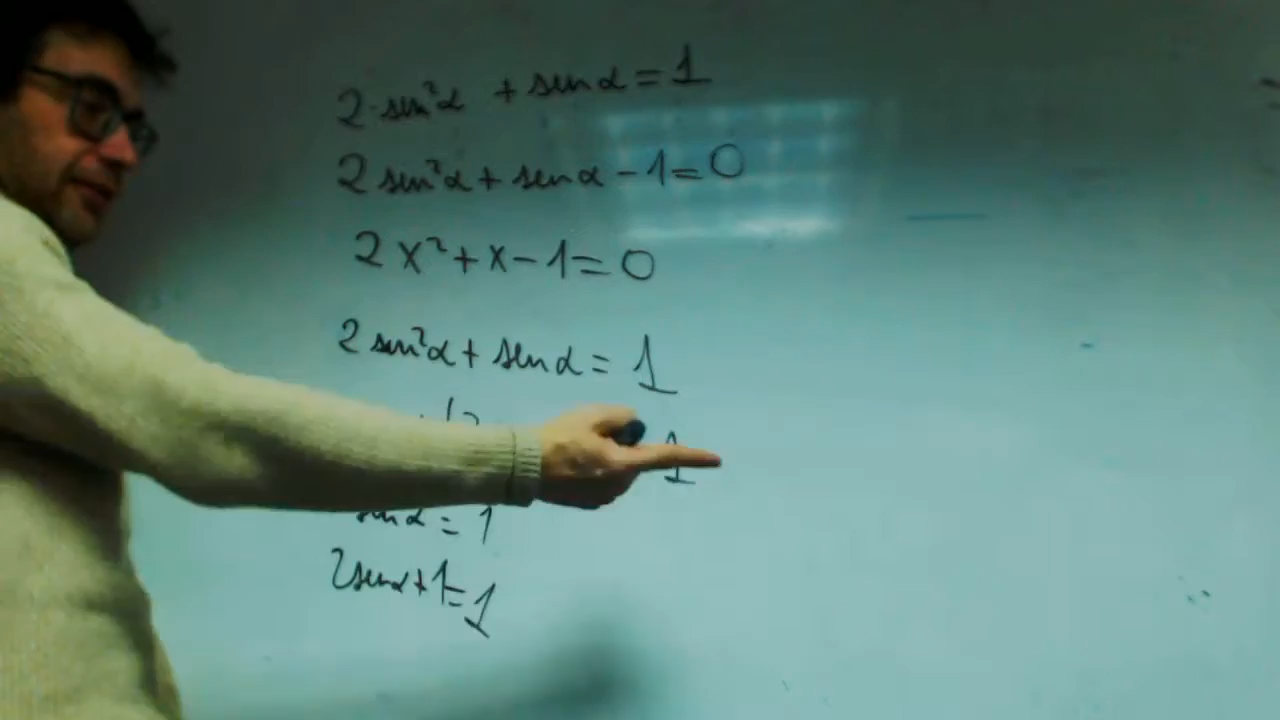 2·sen²α + senα = 1
2 sen²α + senα - 1 = 0
2x² + x - 1 = 0
2 sen²α + senα = 1
1
senα = 1
2senα + 1 = 1